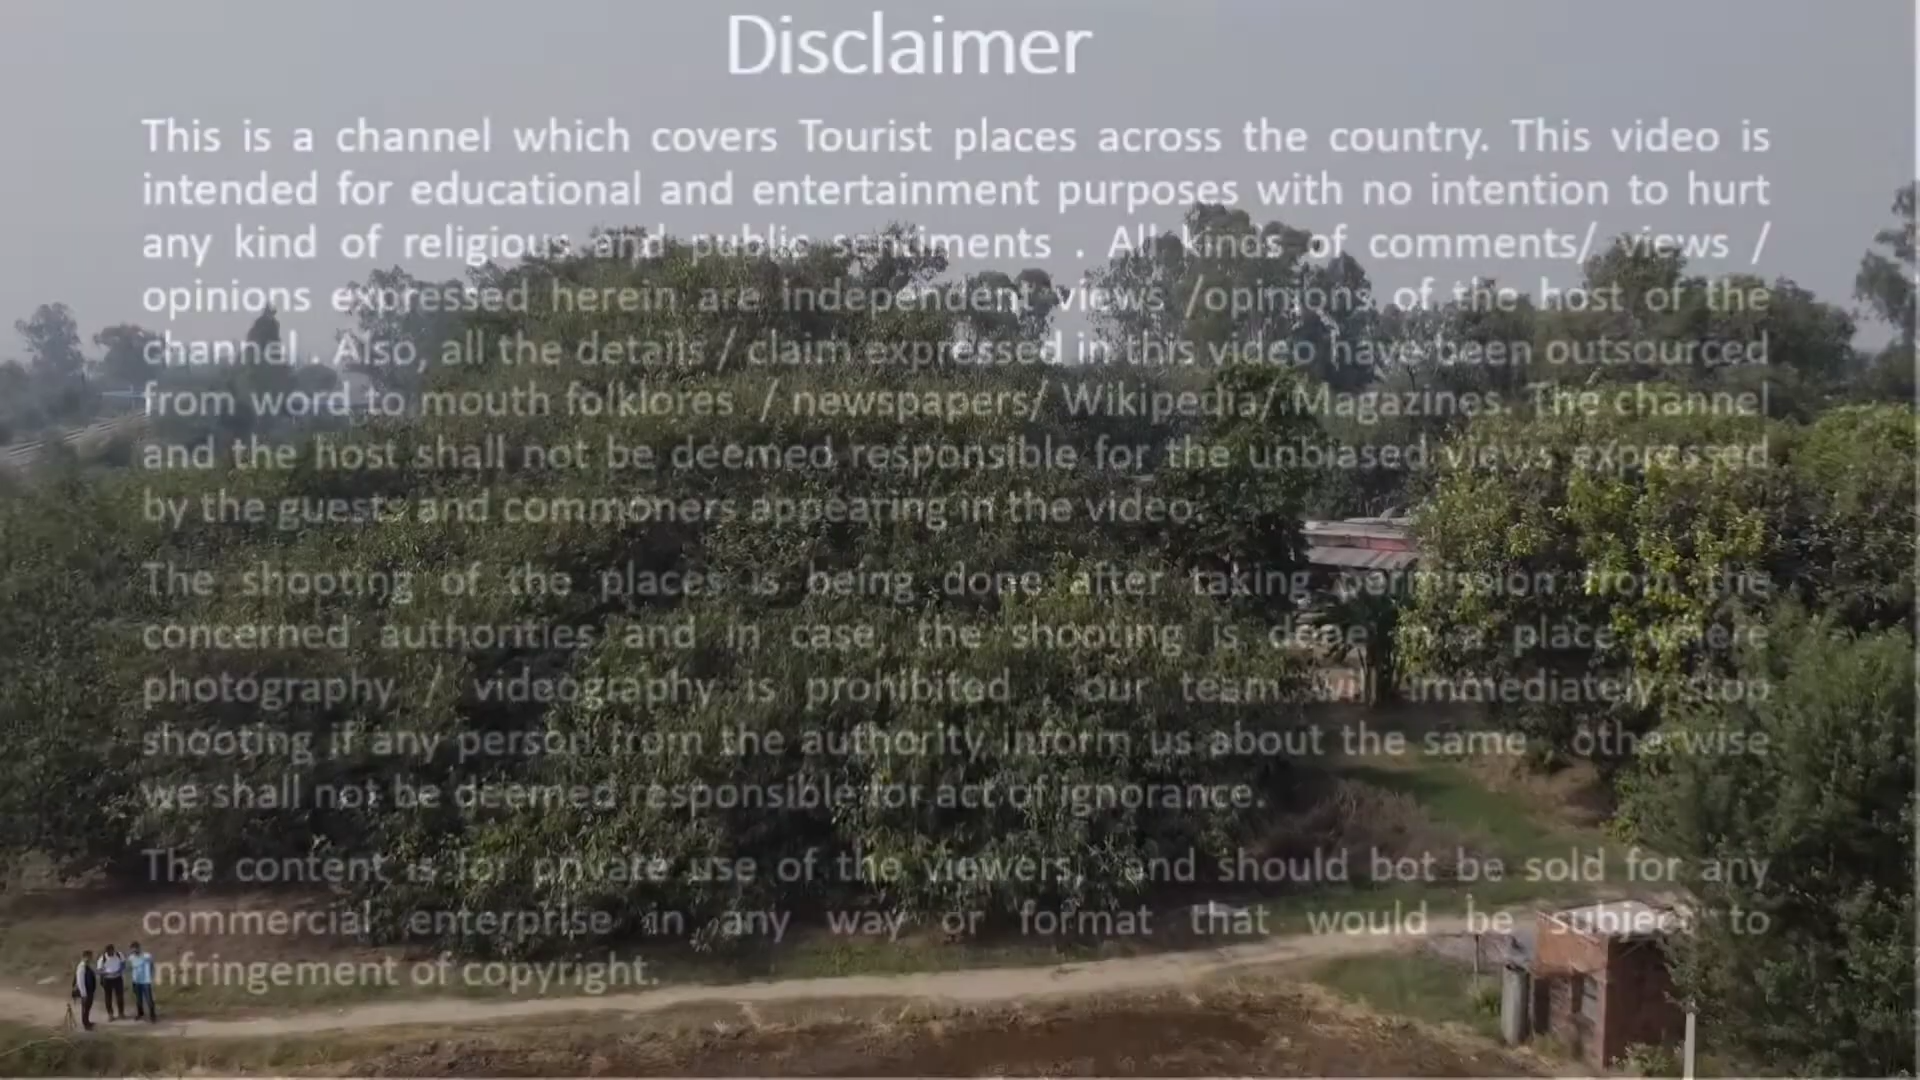 Disclaimer
This is a channel which covers Tourist places across the country. This video is
intended for educational and entertainment purposes with no intention to hurt
any kind of religious and public sentiments . All kinds of comments/ views /
opinions expressed herein are independent views /opinions of the host of the
channel . Also, all the details / claim expressed in this video have been outsourced
from word to mouth folklores / newspapers/ Wikipedia/ Magazines. The channel
and the host shall not be deemed responsible for the unbiased views expressed
by the guests and commoners appearing in the video.
The shooting of the places is being done after taking permission from the
concerned authorities and in case, the shooting is done in a place where
photography / videography is prohibited our team will immediately stop
shooting if any person from the authority inform us about the same otherwise
we shall not be deemed responsible for act of ignorance.
The content is for private use of the viewers, and should bot be sold for any
commercial enterprise in any way or format that would be subject to
infringement of copyright.